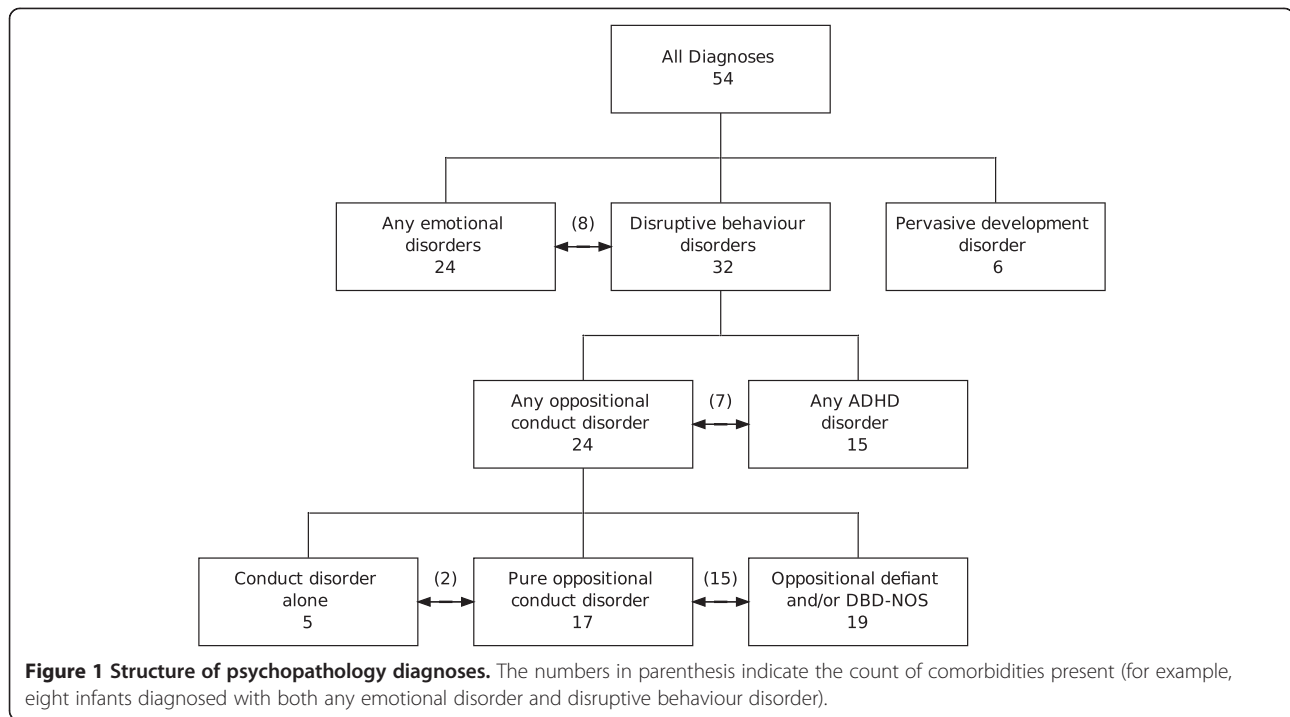 All Diagnoses
54
Any emotional
disorders
24
(8)
Disruptive behaviour
disorders
32
Pervasive development
disorder
6
Any oppositional
conduct disorder
24
(7)
Any ADHD
disorder
15
Conduct disorder
alone
5
(2)
Pure oppositional
conduct disorder
17
(15)
Oppositional defiant
and/or DBD-NOS
19
Figure 1 Structure of psychopathology diagnoses. The numbers in parenthesis indicate the count of comorbidities present (for example,
eight infants diagnosed with both any emotional disorder and disruptive behaviour disorder).